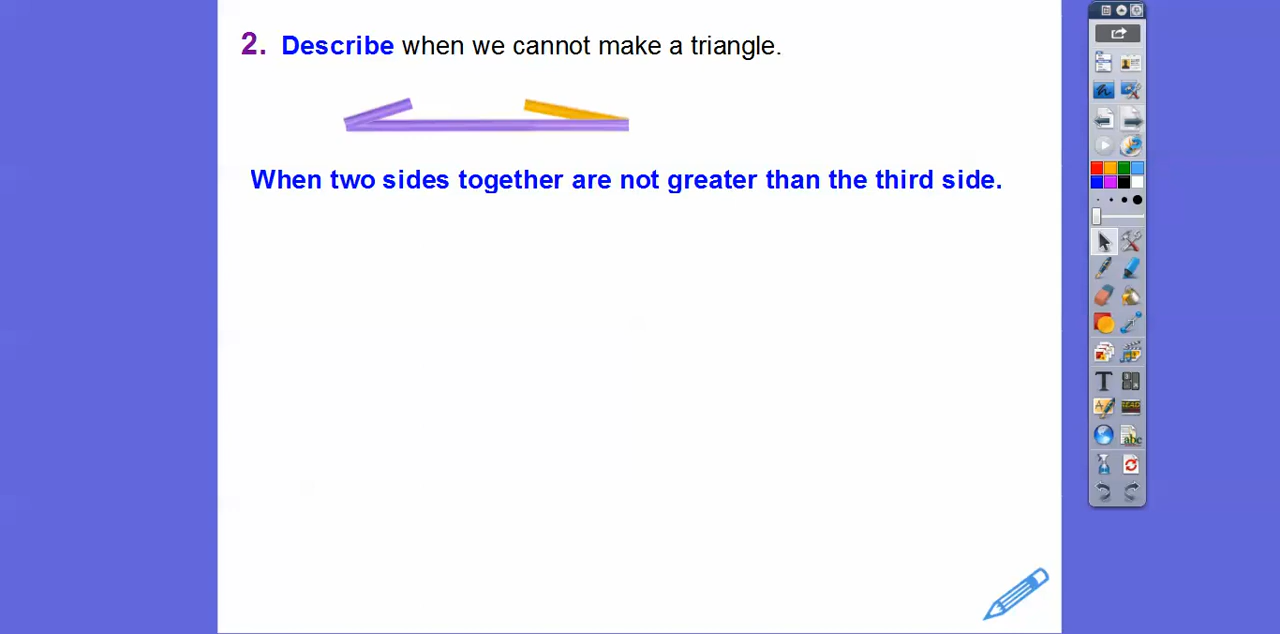 2. Describe when we cannot make a triangle.
When two sides together are not greater than the third side.